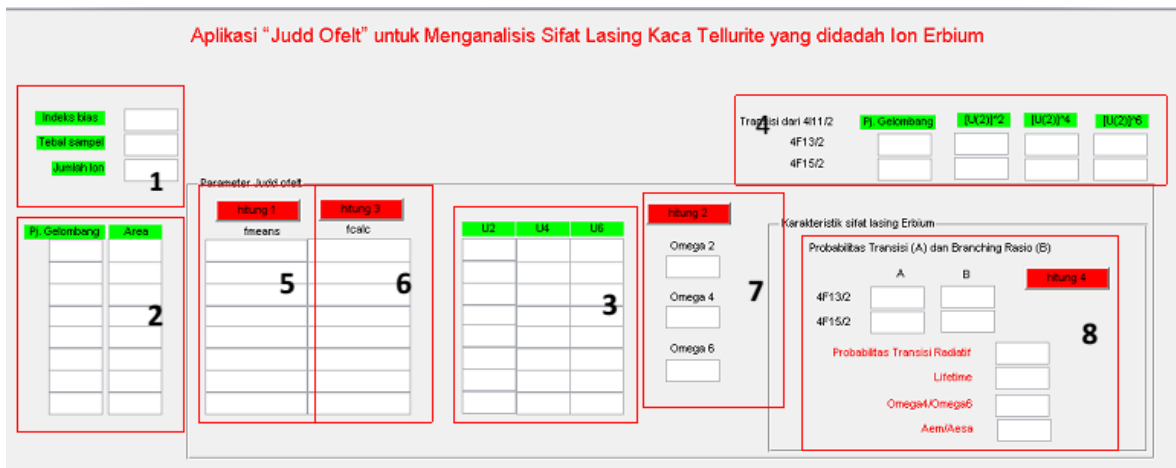 Aplikasi “Judd Ofelt” untuk Menganalisis Sifat Lasing Kaca Tellurite yang didadah Ion Erbium
Indeks bias
Tebal sampel
Jumlah Ion
1
Transisi dari 4I11/2
4
Pj. Gelombang
[U(2)]^2
[U(2)]^4
[U(2)]^6
4F13/2
4F15/2
Pj. Gelombang
Area
2
Parameter Judd ofelt
hitung 1
hitung 3
fmeans
fcalc
5
6
U2
U4
U6
3
hitung 2
Omega 2
Omega 4
Omega 6
7
Karakteristik sifat lasing Erbium
Probabilitas Transisi (A) dan Branching Rasio (B)
A
B
hitung 4
4F13/2
4F15/2
8
Probabilitas Transisi Radiatif
Lifetime
Omega4/Omega6
Aem/Aesa